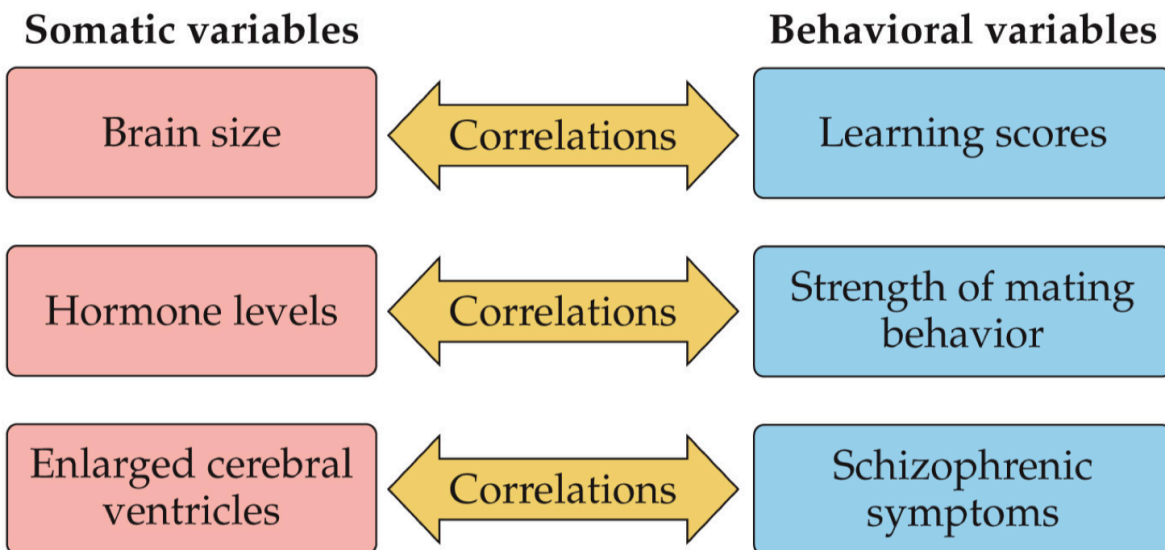 Somatic variables
Behavioral variables
Brain size
Correlations
Learning scores
Hormone levels
Correlations
Strength of mating
behavior
Enlarged cerebral
ventricles
Correlations
Schizophrenic
symptoms